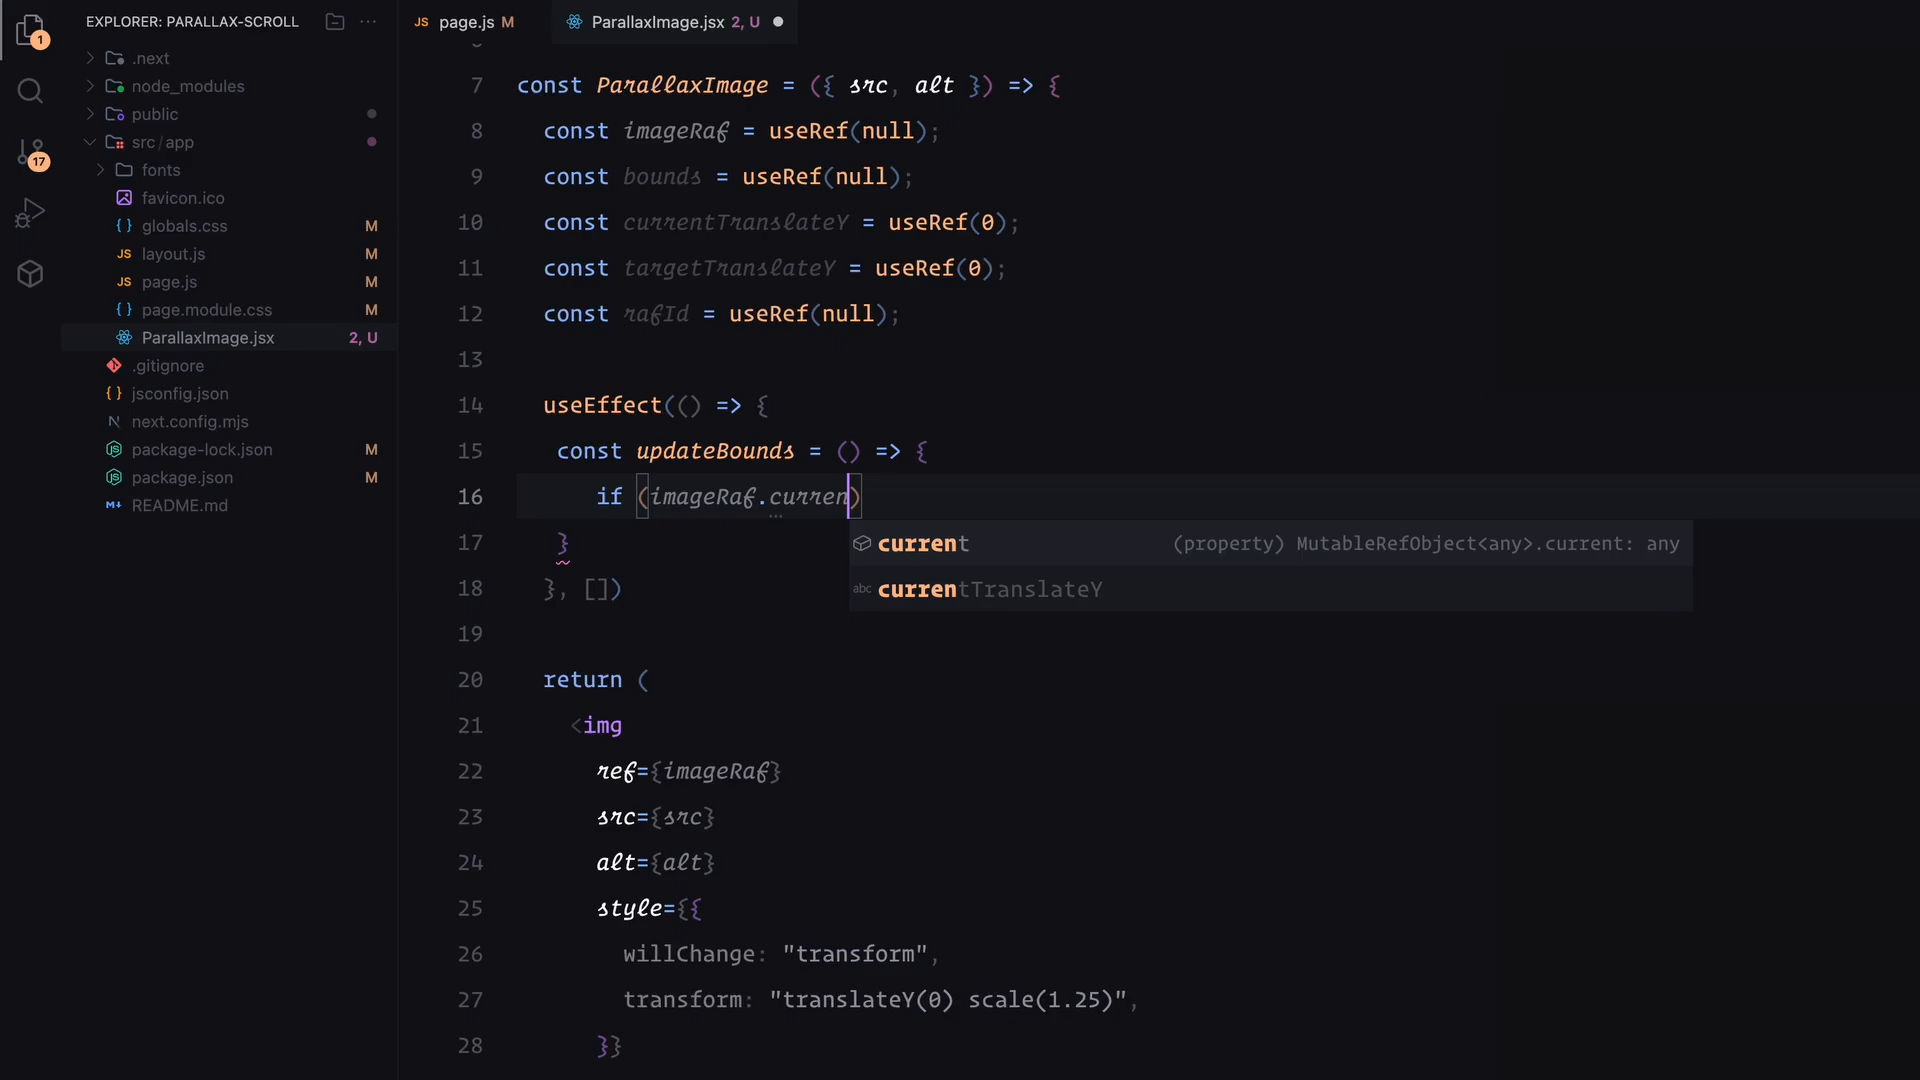 EXPLORER: PARALLAX-SCROLL
1
17
.next
node_modules
public
src/app
fonts
favicon.ico
globals.css M
layout.js M
page.js M
page.module.css M
ParallaxImage.jsx 2, U
.gitignore
jsconfig.json
next.config.mjs
package-lock.json M
package.json M
README.md
JS page.js M
ParallaxImage.jsx 2, U
7 const ParallaxImage = ({ src, alt }) => {
8 const imageRaf = useRef(null);
9 const bounds = useRef(null);
10 const currentTranslateY = useRef(0);
11 const targetTranslateY = useRef(0);
12 const rafId = useRef(null);
13
14 useEffect(() => {
15 const updateBounds = () => {
16 if (imageRaf.curren)
17 }
18 }, [])
19
20 return (
21 <img
22 ref={imageRaf}
23 src={src}
24 alt={alt}
25 style={{
26 willChange: "transform",
27 transform: "translateY(0) scale(1.25)",
28 }}
current (property) MutableRefObject<any>.current: any
abc currentTranslateY